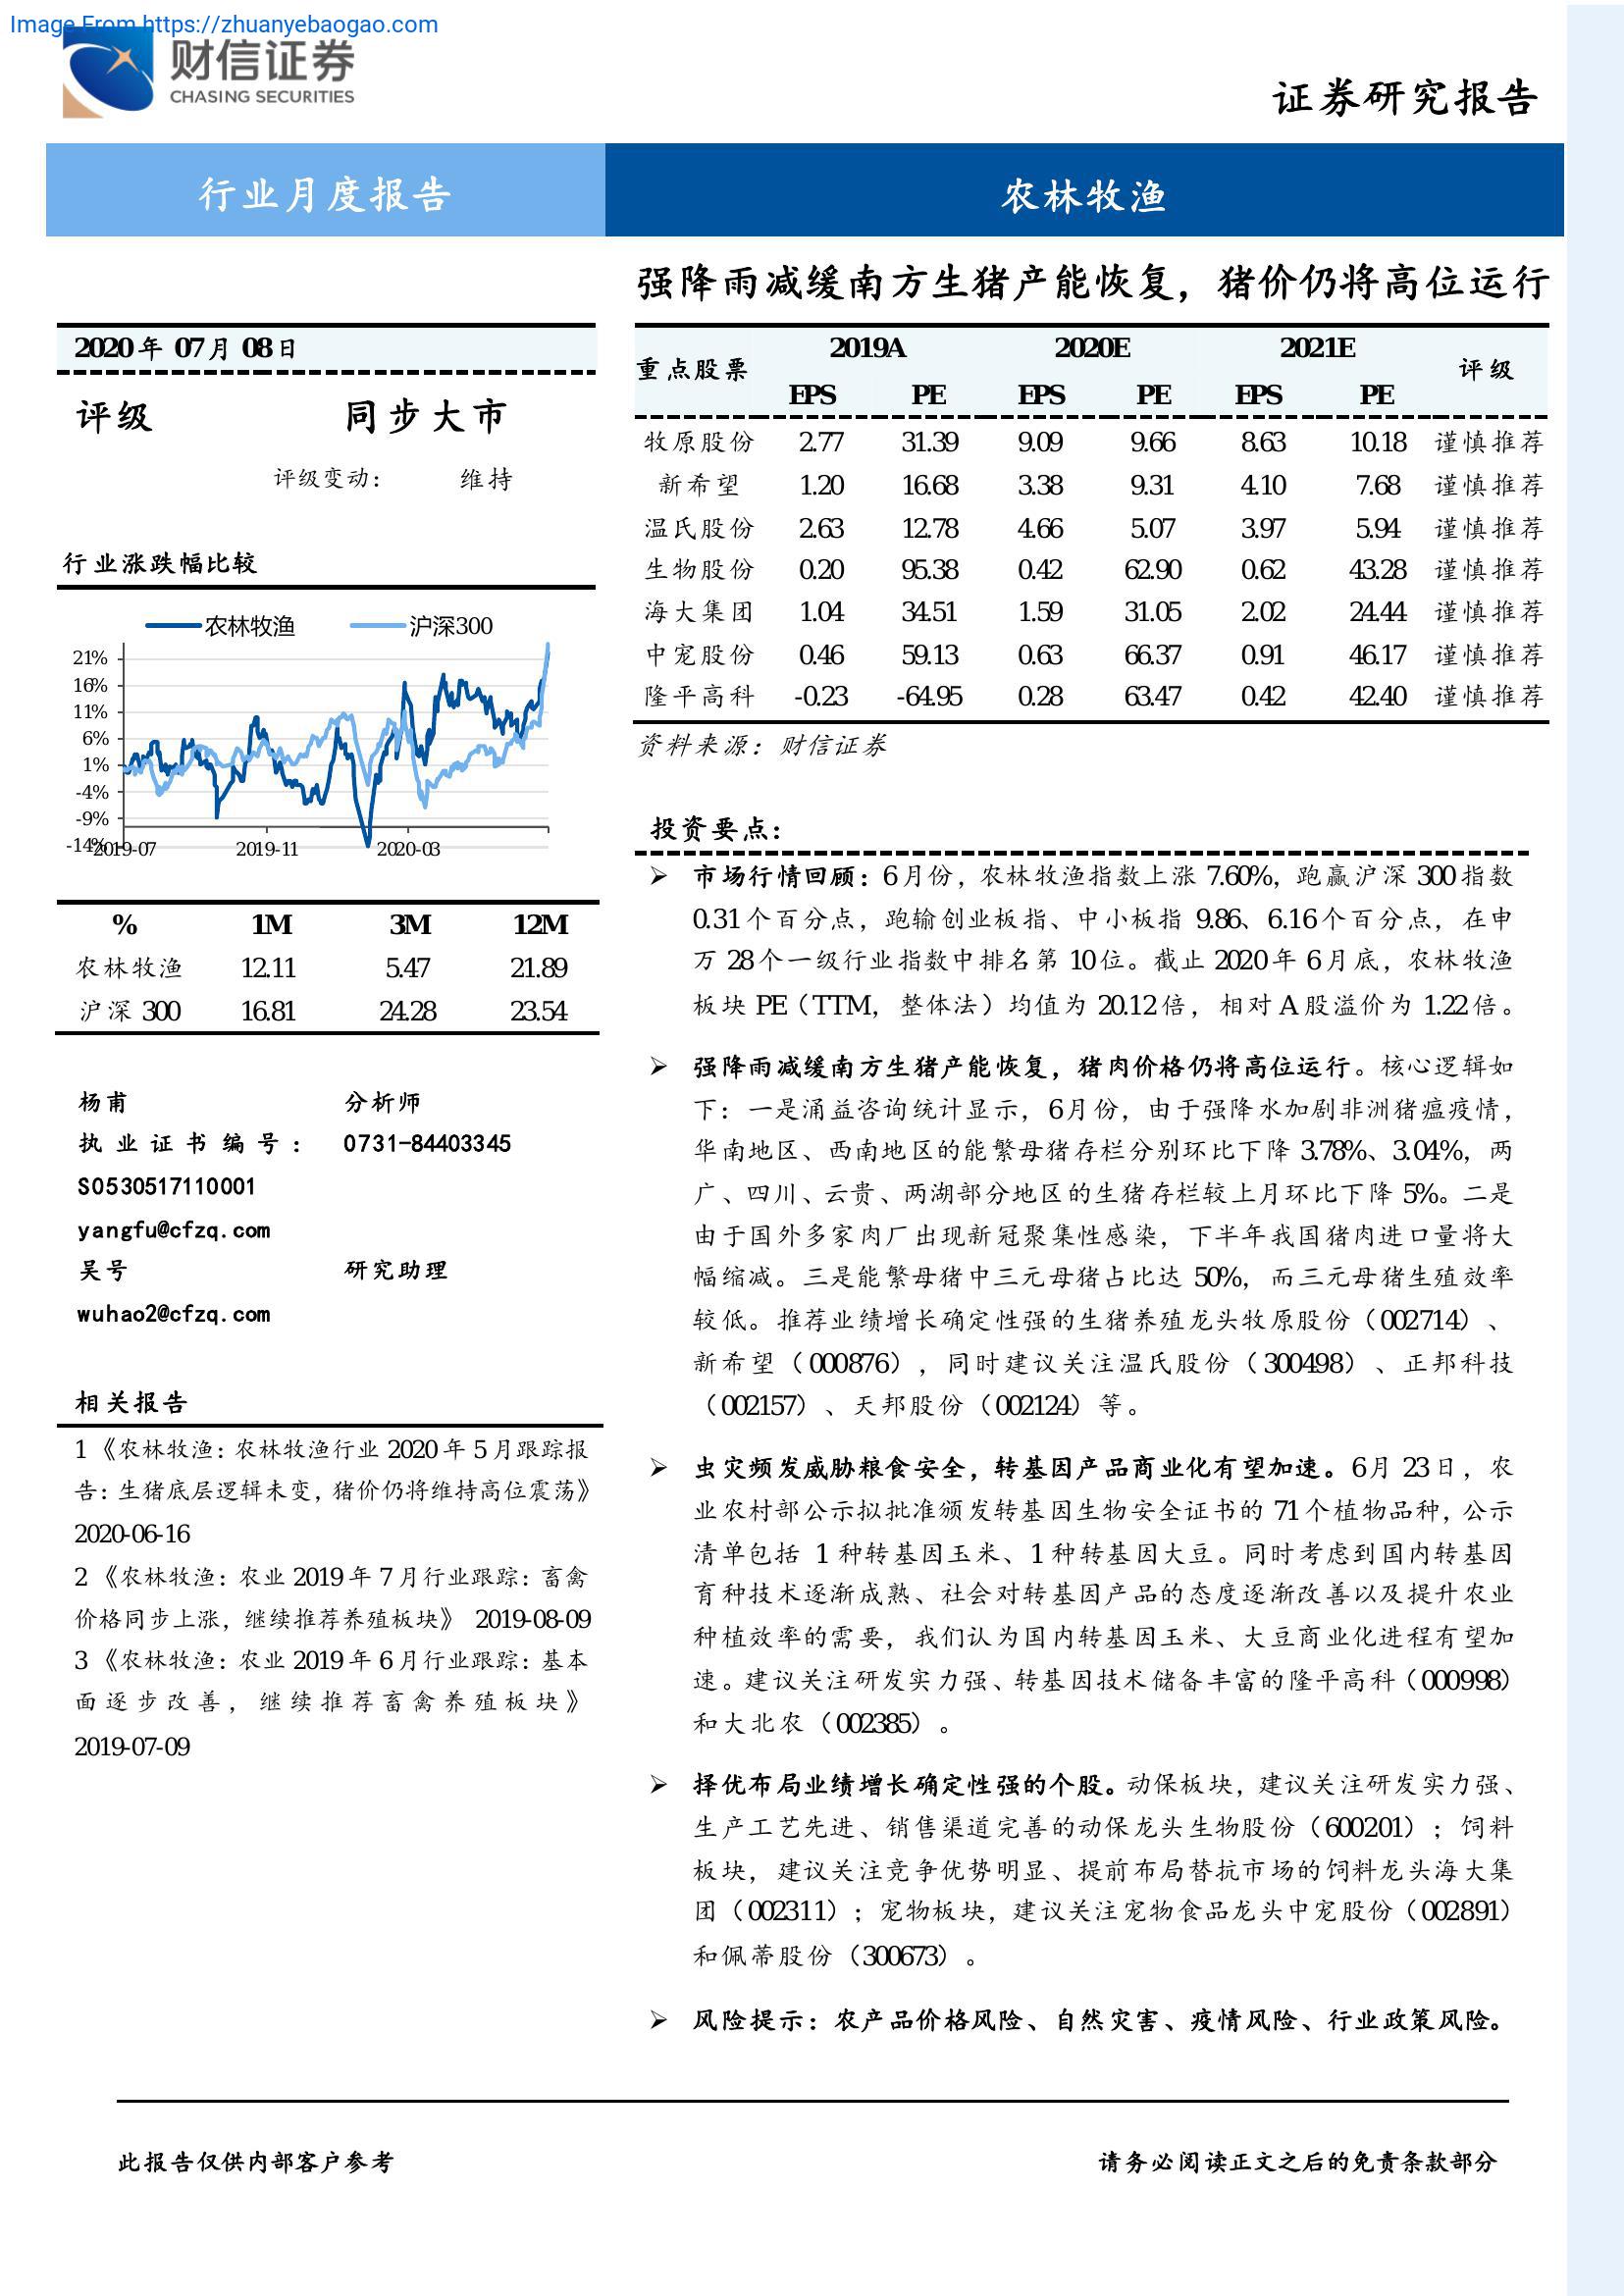 Image From https://zhuanyebaogao.com
财信证券
CHASING SECURITIES
证券研究报告
行业月度报告
农林牧渔
强降雨减缓南方生猪产能恢复，猪价仍将高位运行
2020年 07月 08日
评级 同步大市
评级变动： 维持
行业涨跌幅比较
农林牧渔 沪深300
21%
16%
11%
6%
1%
-4%
-9%
-14%
2019-07 2019-11 2020-03
% 1M 3M 12M
农林牧渔 12.11 5.47 21.89
沪深 300 16.81 24.28 23.54
杨甫 分析师
执业证书编号： 0731-84403345
S0530517110001
yangfu@cfzq.com
吴号 研究助理
wuhao2@cfzq.com
相关报告
1《农林牧渔：农林牧渔行业 2020年 5月跟踪报
告：生猪底层逻辑未变，猪价仍将维持高位震荡》
2020-06-16
2 《农林牧渔：农业 2019年 7月行业跟踪：畜禽
价格同步上涨，继续推荐养殖板块》 2019-08-09
3 《农林牧渔：农业 2019年 6月行业跟踪：基本
面逐步改善，继续推荐畜禽养殖板块》
2019-07-09
重点股票 2019A 2020E 2021E 评级
EPS PE EPS PE EPS PE
牧原股份 2.77 31.39 9.09 9.66 8.63 10.18 谨慎推荐
新希望 1.20 16.68 3.38 9.31 4.10 7.68 谨慎推荐
温氏股份 2.63 12.78 4.66 5.07 3.97 5.94 谨慎推荐
生物股份 0.20 95.38 0.42 62.90 0.62 43.28 谨慎推荐
海大集团 1.04 34.51 1.59 31.05 2.02 24.44 谨慎推荐
中宠股份 0.46 59.13 0.63 66.37 0.91 46.17 谨慎推荐
隆平高科 -0.23 -64.95 0.28 63.47 0.42 42.40 谨慎推荐
资料来源：财信证券
投资要点：
➢ 市场行情回顾：6月份，农林牧渔指数上涨 7.60%，跑赢沪深 300指数
0.31个百分点，跑输创业板指、中小板指 9.86、6.16个百分点，在申
万 28个一级行业指数中排名第 10位。截止 2020年 6月底，农林牧渔
板块 PE（TTM，整体法）均值为 20.12倍，相对 A股溢价为 1.22倍。
➢ 强降雨减缓南方生猪产能恢复，猪肉价格仍将高位运行。核心逻辑如
下：一是涌益咨询统计显示，6月份，由于强降水加剧非洲猪瘟疫情，
华南地区、西南地区的能繁母猪存栏分别环比下降 3.78%、3.04%，两
广、四川、云贵、两湖部分地区的生猪存栏较上月环比下降 5%。二是
由于国外多家肉厂出现新冠聚集性感染，下半年我国猪肉进口量将大
幅缩减。三是能繁母猪中三元母猪占比达 50%，而三元母猪生殖效率
较低。推荐业绩增长确定性强的生猪养殖龙头牧原股份（002714）、
新希望（000876），同时建议关注温氏股份（300498）、正邦科技
（002157）、天邦股份（002124）等。
➢ 虫灾频发威胁粮食安全，转基因产品商业化有望加速。6月 23日，农
业农村部公示拟批准颁发转基因生物安全证书的 71个植物品种，公示
清单包括 1种转基因玉米、1种转基因大豆。同时考虑到国内转基因
育种技术逐渐成熟、社会对转基因产品的态度逐渐改善以及提升农业
种植效率的需要，我们认为国内转基因玉米、大豆商业化进程有望加
速。建议关注研发实力强、转基因技术储备丰富的隆平高科（000998）
和大北农（002385）。
➢ 择优布局业绩增长确定性强的个股。动保板块，建议关注研发实力强、
生产工艺先进、销售渠道完善的动保龙头生物股份（600201）；饲料
板块，建议关注竞争优势明显、提前布局替抗市场的饲料龙头海大集
团（002311）；宠物板块，建议关注宠物食品龙头中宠股份（002891）
和佩蒂股份（300673）。
➢ 风险提示：农产品价格风险、自然灾害、疫情风险、行业政策风险。
此报告仅供内部客户参考
请务必阅读正文之后的免责条款部分